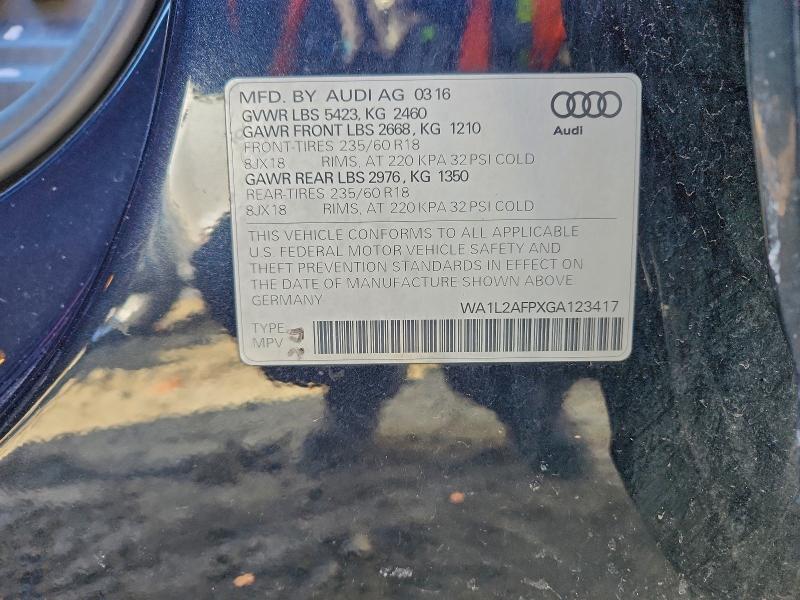 MFD. BY AUDI AG 03 16
GVWR LBS 5423, KG 2460
GAWR FRONT LBS 2668, KG 1210
FRONT-TIRES 235/60 R18
8JX18 RIMS, AT 220 KPA 32 PSI COLD
GAWR REAR LBS 2976, KG 1350
REAR-TIRES 235/60 R18
8JX18 RIMS, AT 220 KPA 32 PSI COLD
Audi
THIS VEHICLE CONFORMS TO ALL APPLICABLE
U.S. FEDERAL MOTOR VEHICLE SAFETY AND
THEFT PREVENTION STANDARDS IN EFFECT ON
THE DATE OF MANUFACTURE SHOWN ABOVE
GERMANY
WA1L2AFPXGA123417
TYPE
MPV